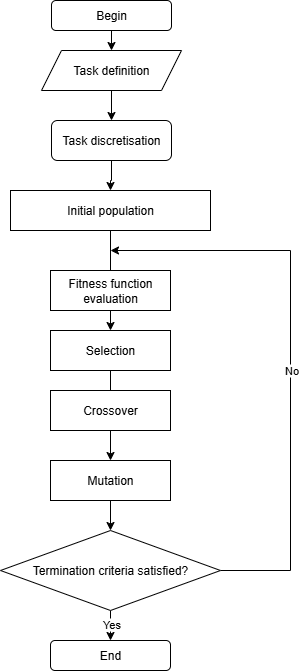 Begin
Task definition
Task discretisation
Initial population
Fitness function
evaluation
Selection
Crossover
No
Mutation
Termination criteria satisfied?
Yes
End